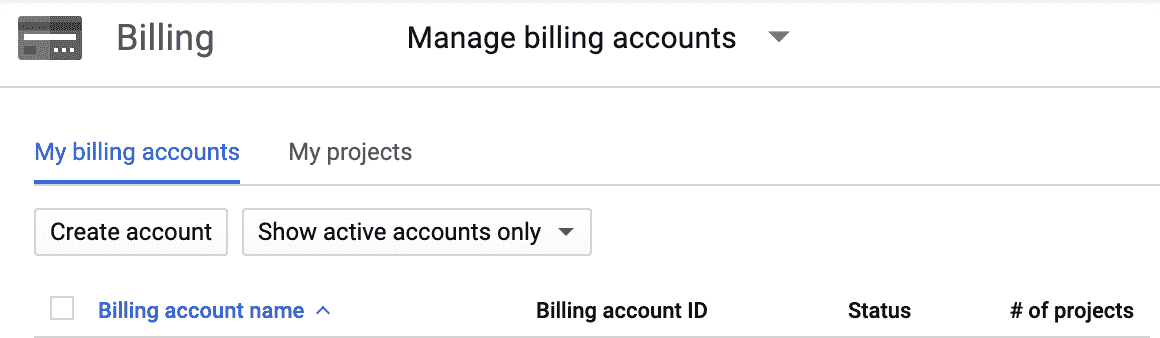 Billing
Manage billing accounts
My billing accounts
My projects
Create account
Show active accounts only
Billing account name
Billing account ID
Status
# of projects